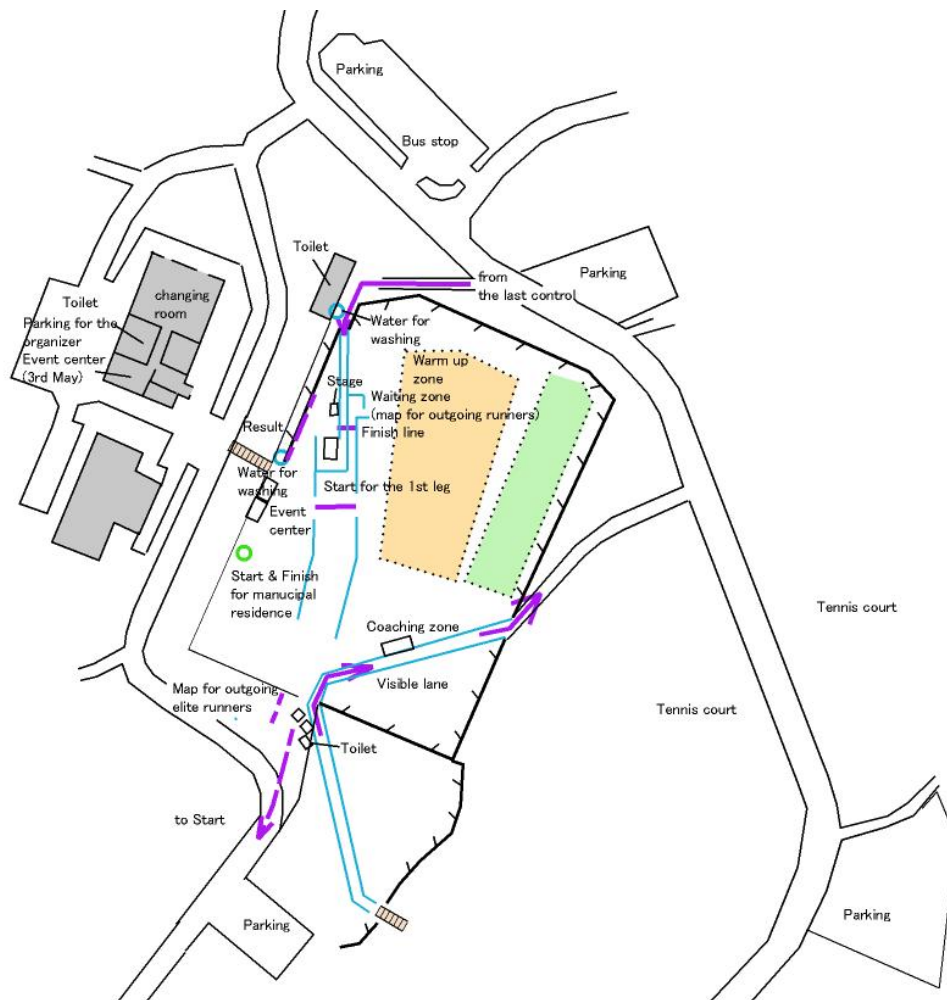 Parking
Bus stop
Toilet
from
the last control
Parking
Toilet
changing
room
Parking for the
organizer
Event center
(3rd May)
Water for
washing
Warm up
zone
Stage
Waiting zone
(map for outgoing runners)
Finish line
Result
Water for
washing
Start for the 1st leg
Event
center
Start & Finish
for manucipal
residence
Coaching zone
Tennis court
Visible lane
Map for outgoing
elite runners
Tennis court
Toilet
to Start
Parking
Parking